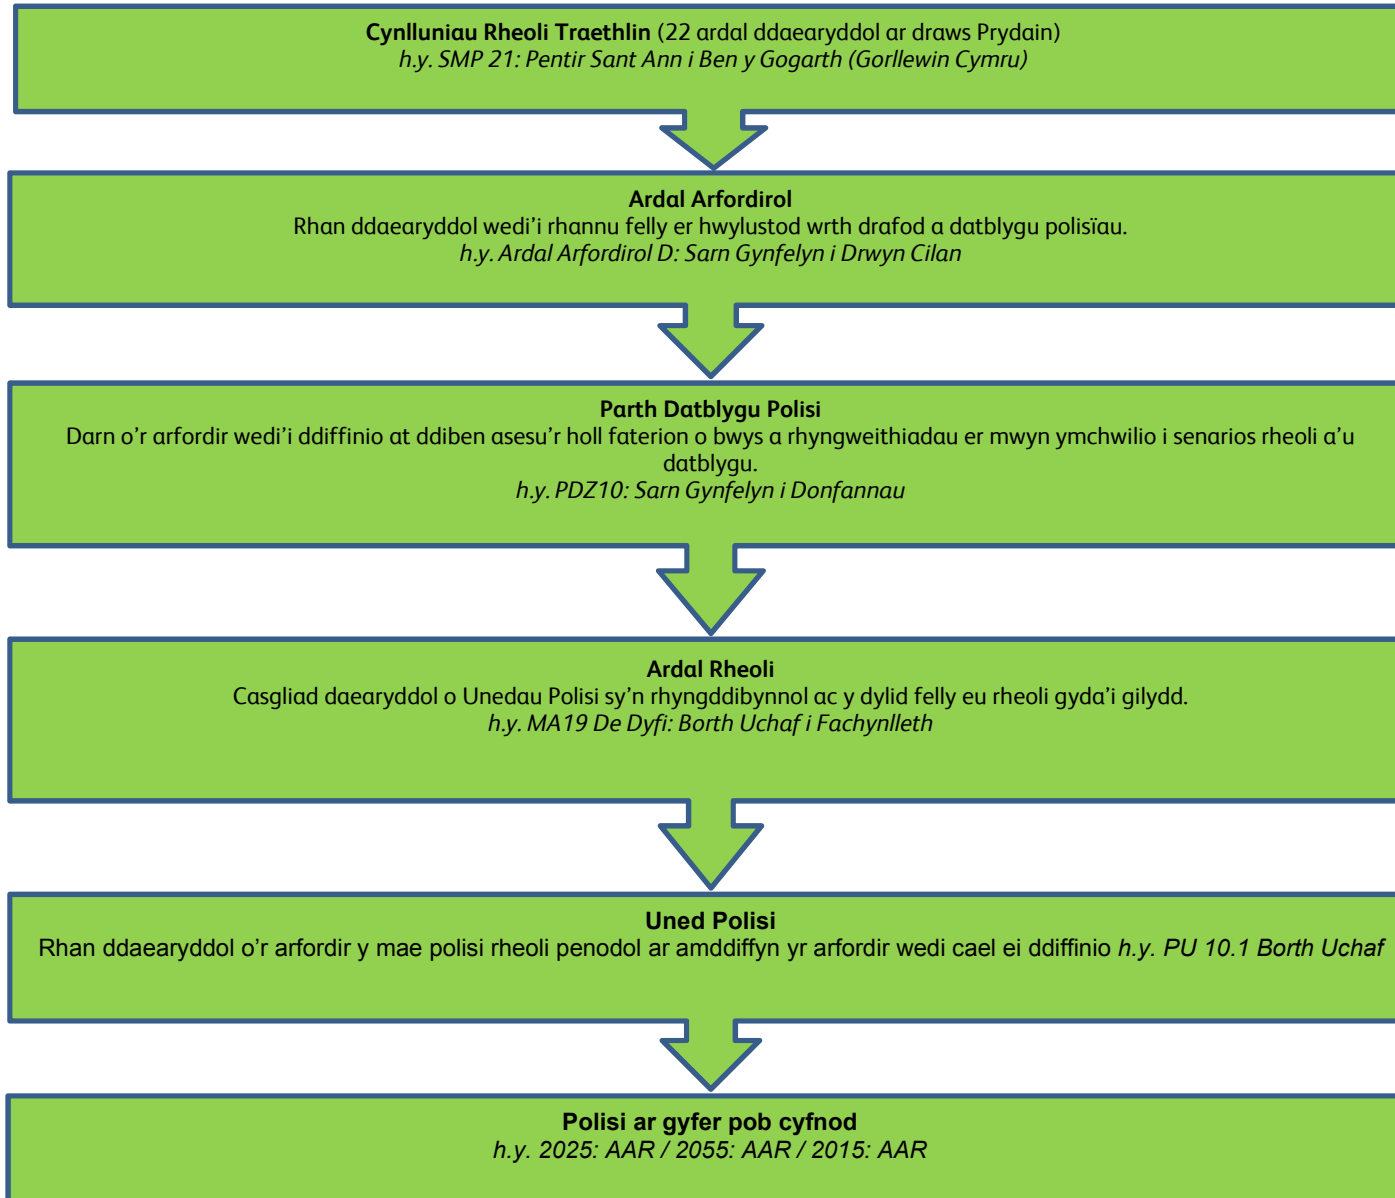 Cynlluniau Rheoli Traethlin (22 ardal ddaearyddol ar draws Prydain)
h.y. SMP 21: Pentir Sant Ann i Ben y Gogarth (Gorllewin Cymru)
Ardal Arfordirol
Rhan ddaearyddol wedi’i rhannu felly er hwylustod wrth drafod a datblygu polisïau.
h.y. Ardal Arfordirol D: Sarn Gynfelyn i Drwyn Cilan
Parth Datblygu Polisi
Darn o’r arfordir wedi’i ddiffinio at ddiben asesu’r holl faterion o bwys a rhyngweithiadau er mwyn ymchwilio i senarios rheoli a’u
datblygu.
h.y. PDZ10: Sarn Gynfelyn i Donfannau
Ardal Rheoli
Casgliad daearyddol o Unedau Polisi sy’n rhyngddibynnol ac y dylid felly eu rheoli gyda’i gilydd.
h.y. MA19 De Dyfi: Borth Uchaf i Fachynlleth
Uned Polisi
Rhan ddaearyddol o’r arfordir y mae polisi rheoli penodol ar amddiffyn yr arfordir wedi cael ei ddiffinio h.y. PU 10.1 Borth Uchaf
Polisi ar gyfer pob cyfnod
h.y. 2025: AAR / 2055: AAR / 2015: AAR